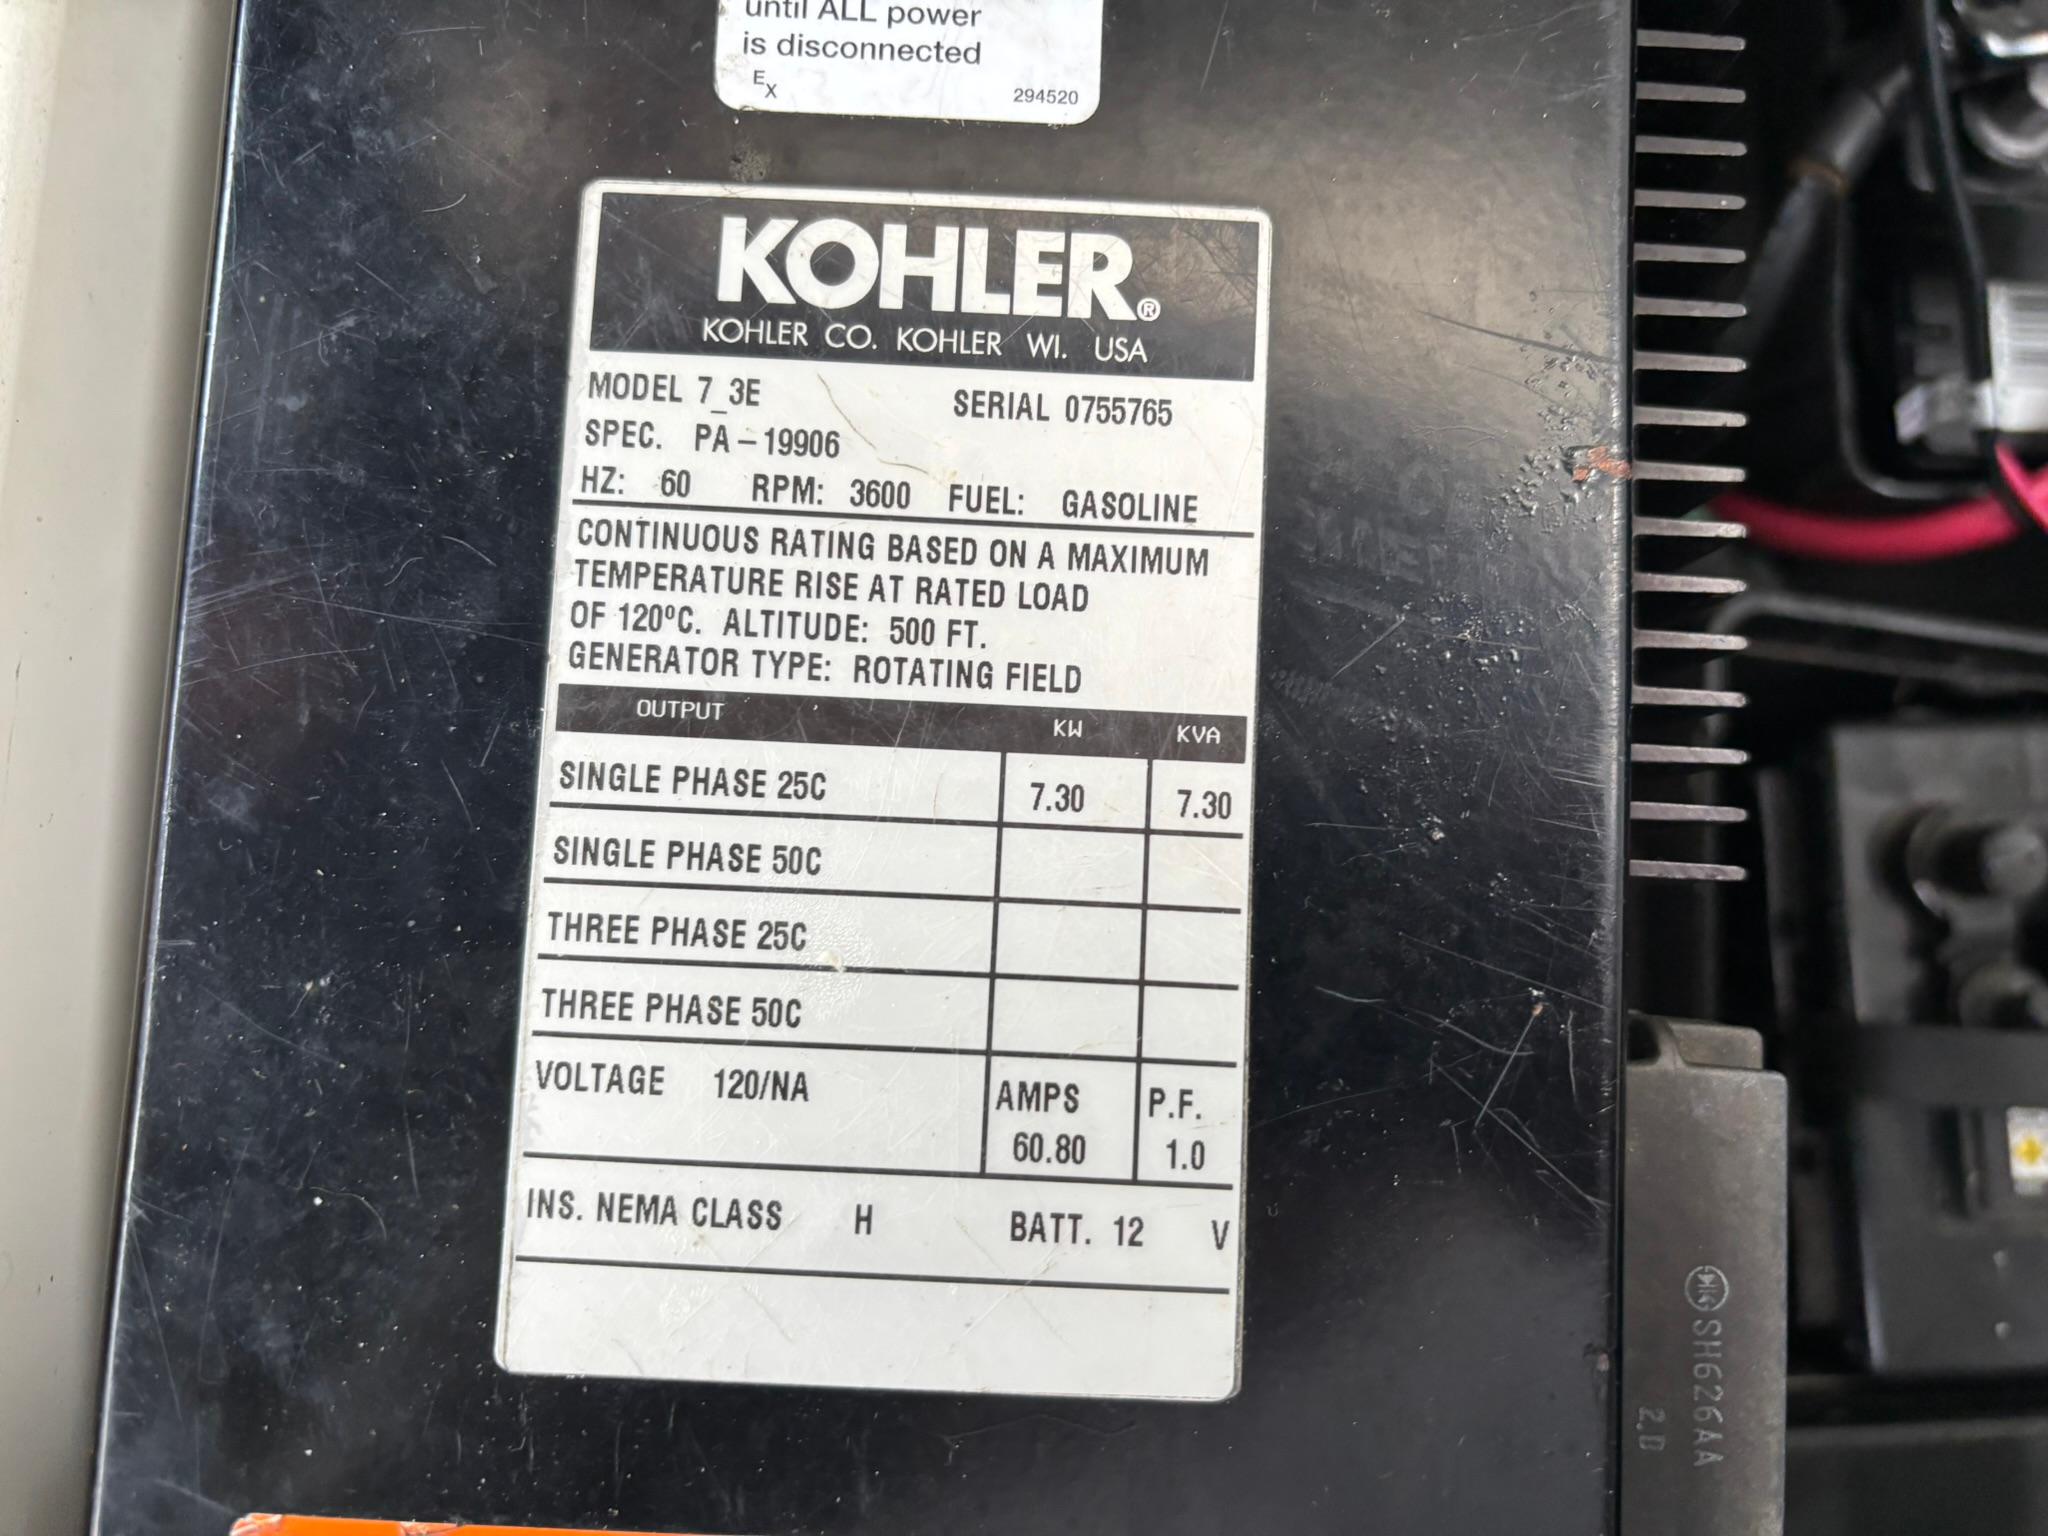 until ALL power
is disconnected
EX 294520
KOHLER®
KOHLER CO. KOHLER WI. USA
MODEL 7_3E SERIAL 0755765
SPEC. PA-19906
HZ: 60 RPM: 3600 FUEL: GASOLINE
CONTINUOUS RATING BASED ON A MAXIMUM
TEMPERATURE RISE AT RATED LOAD
OF 120ºC. ALTITUDE: 500 FT.
GENERATOR TYPE: ROTATING FIELD
OUTPUT KW KVA
SINGLE PHASE 25C 7.30 7.30
SINGLE PHASE 50C
THREE PHASE 25C
THREE PHASE 50C
VOLTAGE 120/NA AMPS P.F.
60.80 1.0
INS. NEMA CLASS H BATT. 12 V
SH626AA
2.D